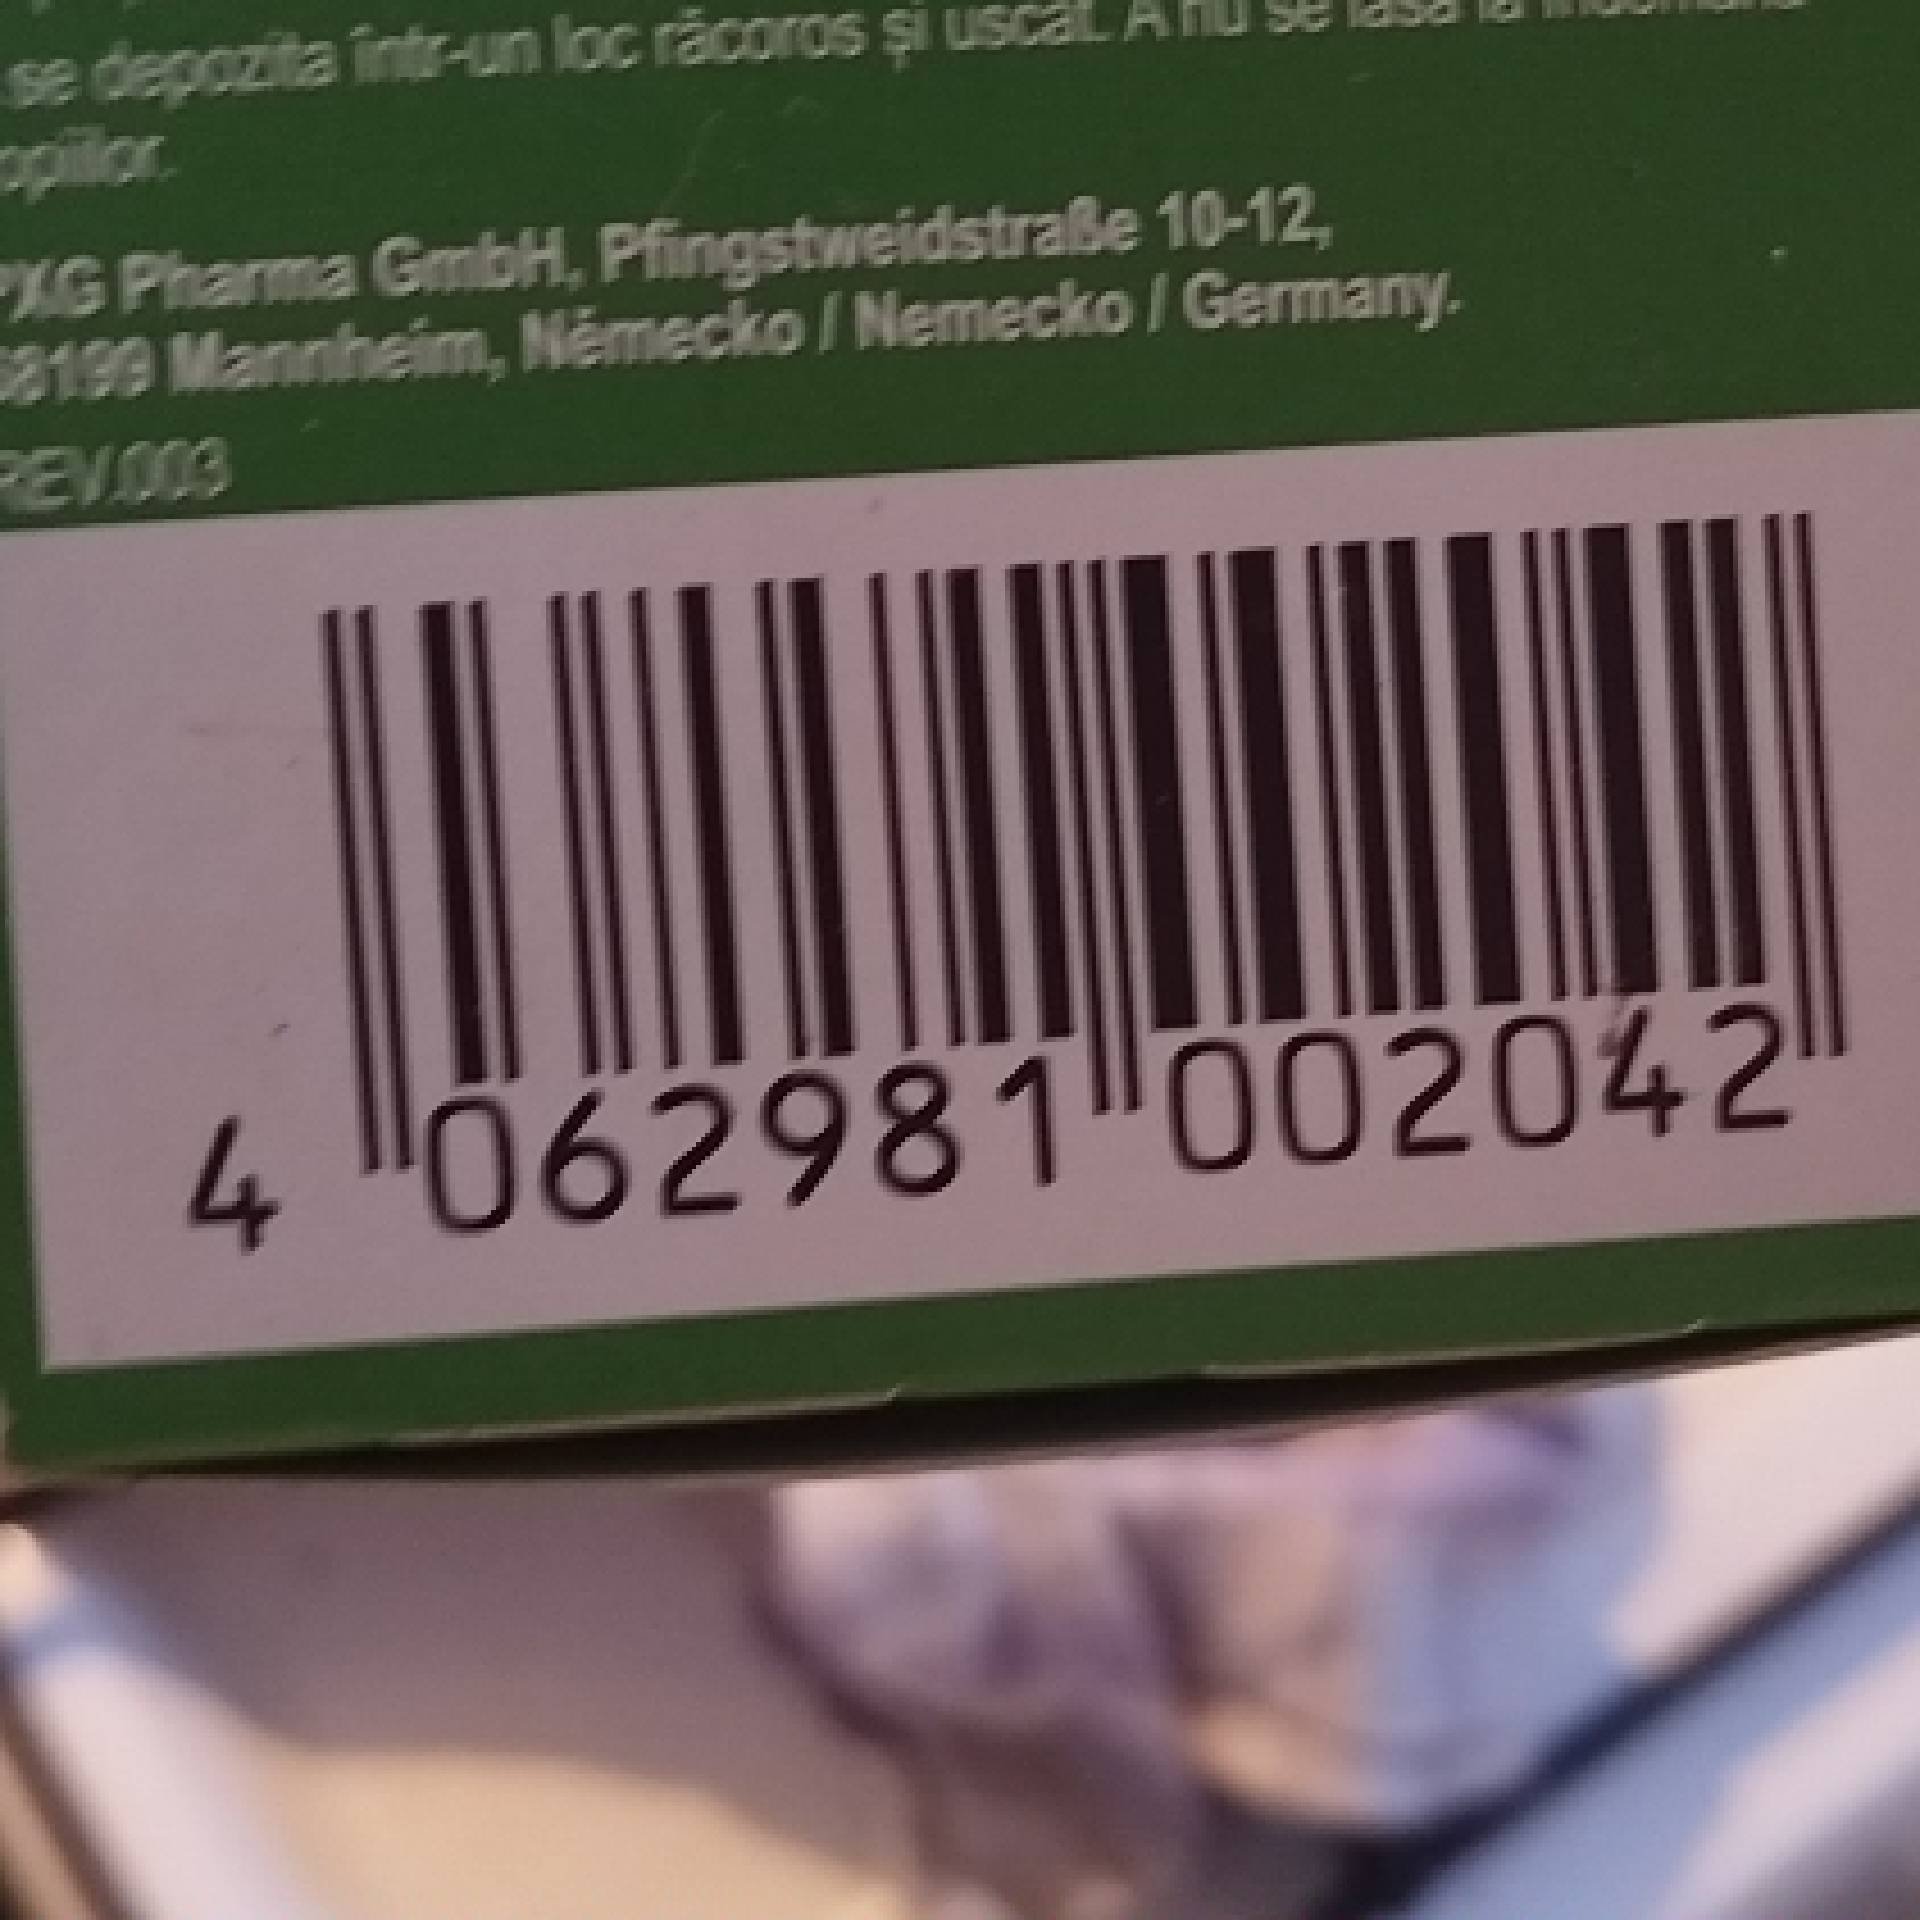 se depozita într-un loc răcoros și uscat. A nu se lăsa la îndemâna
copiilor.
PXG Pharma GmbH, Pfingstweidstraße 10-12,
68199 Mannheim, Německo / Nemecko / Germany.
REV.003
4 062981 002042